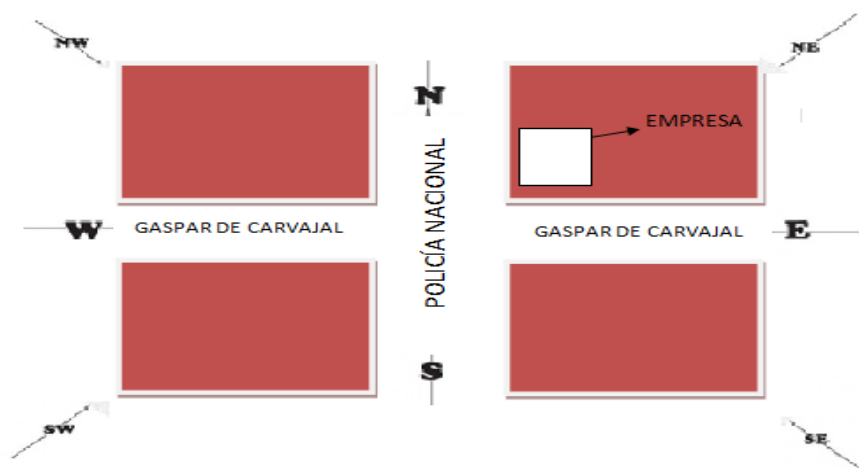 NW
NE
N
EMPRESA
POLICÍA NACIONAL
W
GASPAR DE CARVAJAL
GASPAR DE CARVAJAL
E
S
SW
SE